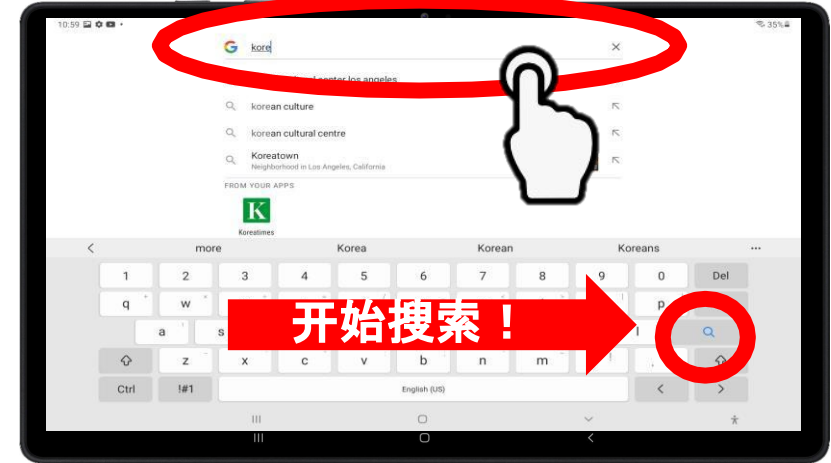 10:59
35%
kore
korean culture
korean cultural centre
Koreatown
Neighborhood in Los Angeles, California
FROM YOUR APPS
K
Koreatimes
more Korea Korean Koreans
1 2 3 4 5 6 7 8 9 0 Del
q w p
a s l
开始搜索！
z x c v b n m
Ctrl !#1 English (US)